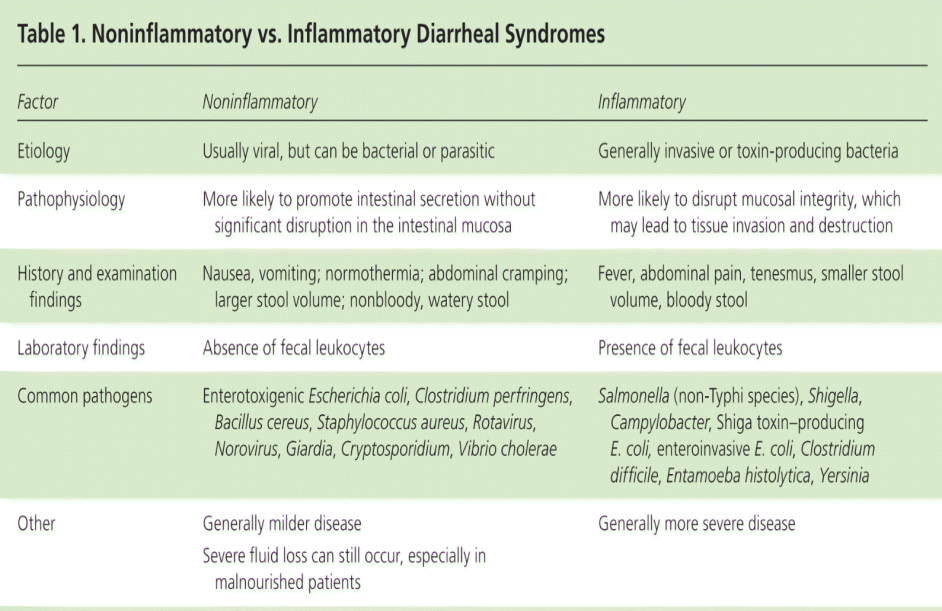 Table 1. Noninflammatory vs. Inflammatory Diarrheal Syndromes
Factor Noninflammatory Inflammatory
Etiology Usually viral, but can be bacterial or parasitic Generally invasive or toxin-producing bacteria
Pathophysiology More likely to promote intestinal secretion without More likely to disrupt mucosal integrity, which
significant disruption in the intestinal mucosa may lead to tissue invasion and destruction
History and examination Nausea, vomiting; normothermia; abdominal cramping; Fever, abdominal pain, tenesmus, smaller stool
findings larger stool volume; nonbloody, watery stool volume, bloody stool
Laboratory findings Absence of fecal leukocytes Presence of fecal leukocytes
Common pathogens Enterotoxigenic Escherichia coli, Clostridium perfringens, Salmonella (non-Typhi species), Shigella,
Bacillus cereus, Staphylococcus aureus, Rotavirus, Campylobacter, Shiga toxin–producing
Norovirus, Giardia, Cryptosporidium, Vibrio cholerae E. coli, enteroinvasive E. coli, Clostridium
difficile, Entamoeba histolytica, Yersinia
Other Generally milder disease Generally more severe disease
Severe fluid loss can still occur, especially in
malnourished patients